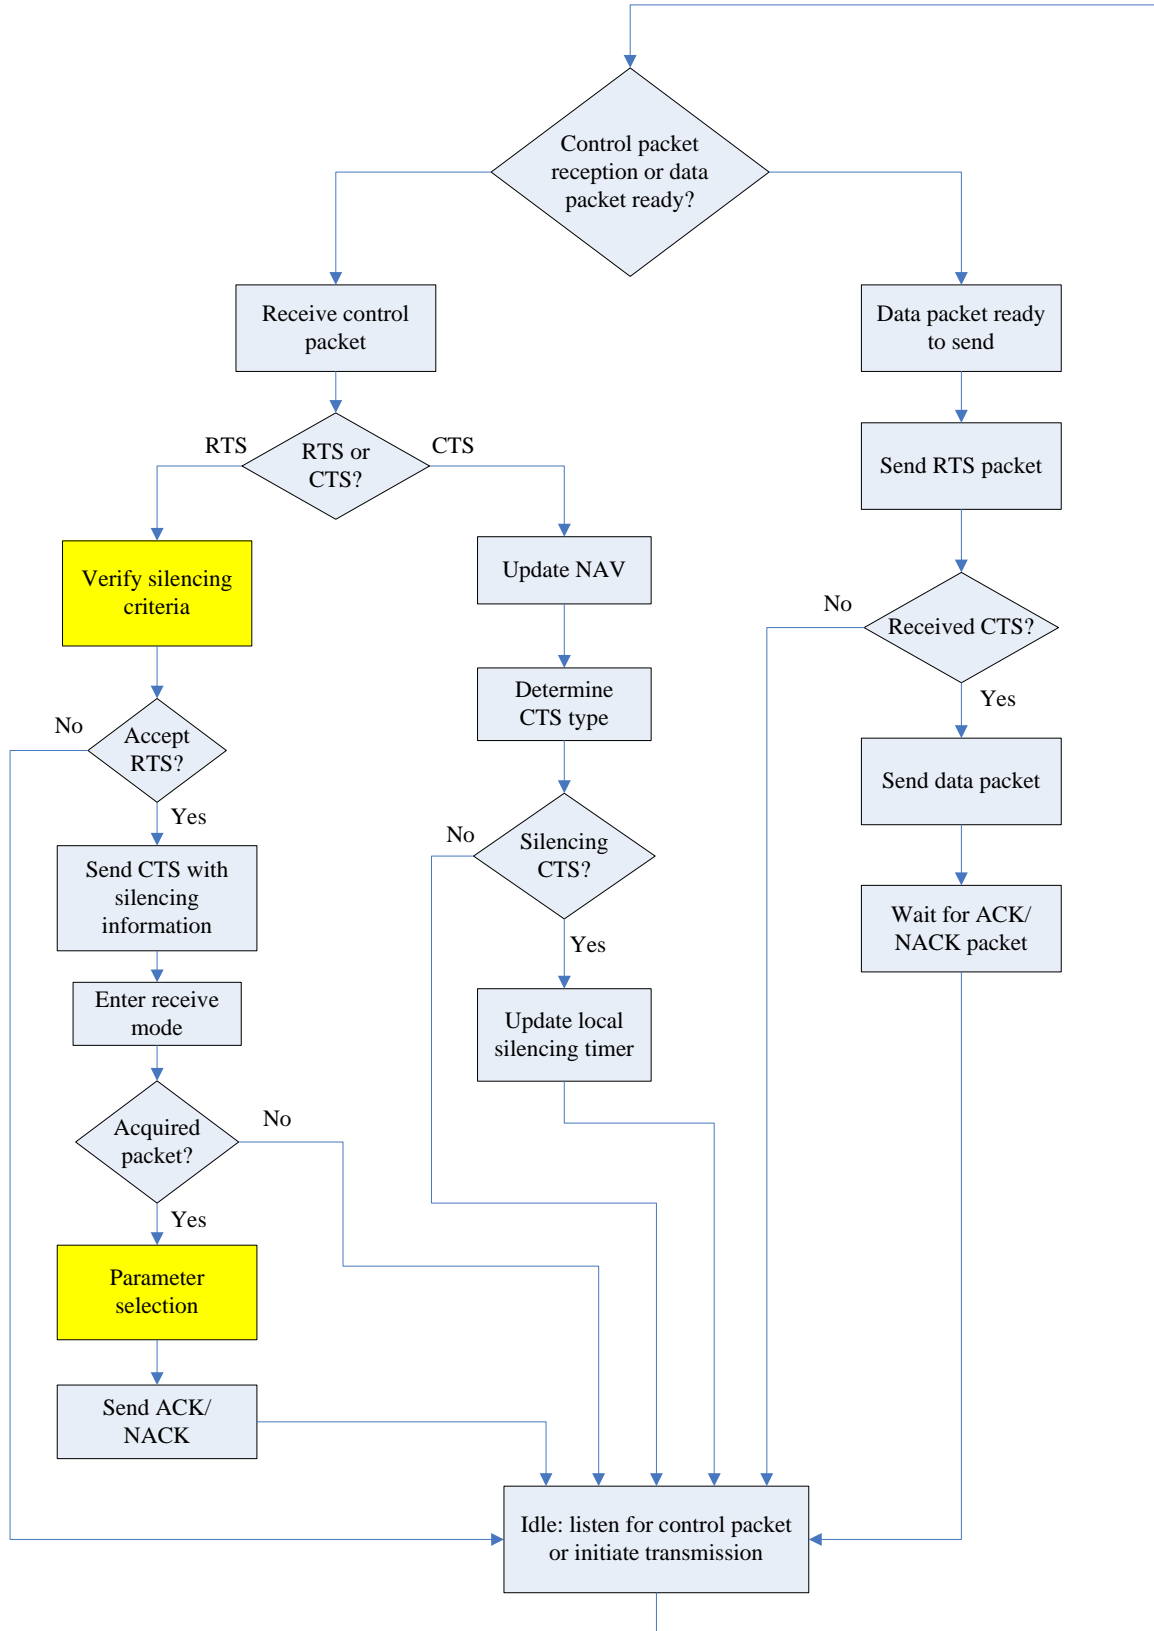 Control packet
reception or data
packet ready?
Receive control
packet
Data packet ready
to send
RTS
RTS or
CTS?
CTS
Send RTS packet
Verify silencing
criteria
Update NAV
No
Received CTS?
Yes
Determine
CTS type
No
Accept
RTS?
Yes
Send data packet
No
Silencing
CTS?
Yes
Send CTS with
silencing
information
Wait for ACK/
NACK packet
Enter receive
mode
Update local
silencing timer
Acquired
packet?
No
Yes
Parameter
selection
Send ACK/
NACK
Idle: listen for control packet
or initiate transmission